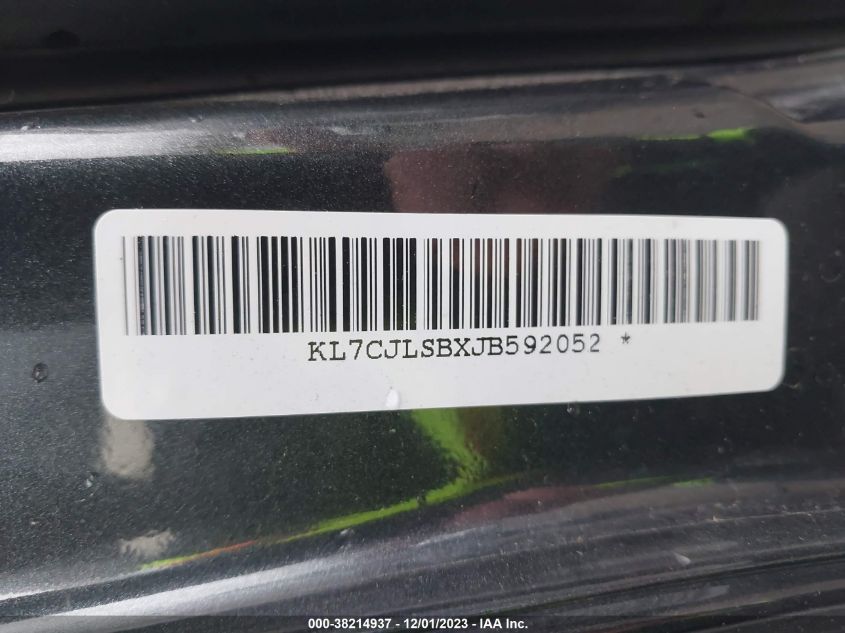 KL7CJLSBXJB592052 *
000-38214937 - 12/01/2023 - IAA Inc.